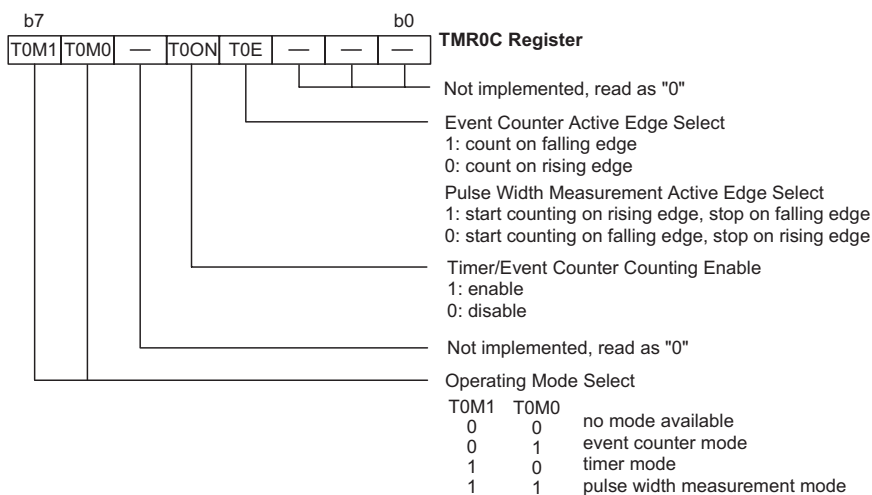 b7 b0
T0M1 T0M0 — T0ON T0E — — —
TMR0C Register
Not implemented, read as "0"
Event Counter Active Edge Select
1: count on falling edge
0: count on rising edge
Pulse Width Measurement Active Edge Select
1: start counting on rising edge, stop on falling edge
0: start counting on falling edge, stop on rising edge
Timer/Event Counter Counting Enable
1: enable
0: disable
Not implemented, read as "0"
Operating Mode Select
T0M1 T0M0
0 0 no mode available
0 1 event counter mode
1 0 timer mode
1 1 pulse width measurement mode